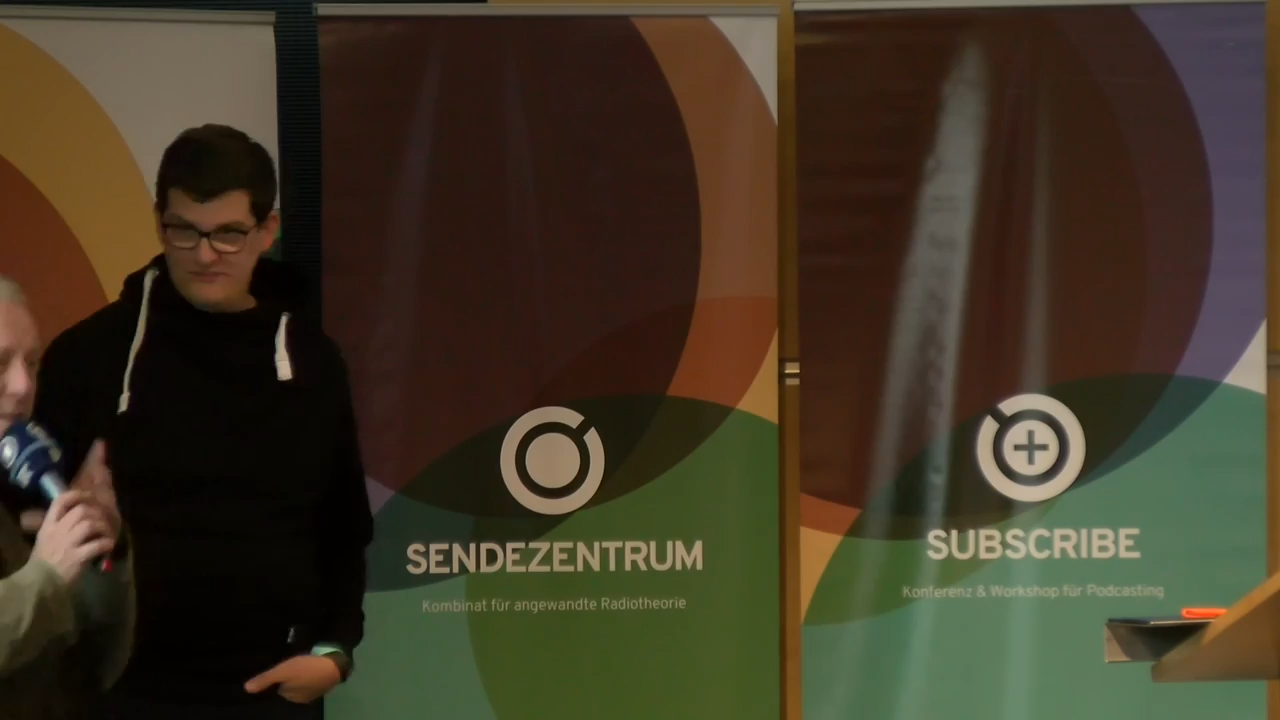 SENDEZENTRUM
Kombinat für angewandte Radiotheorie
SUBSCRIBE
Konferenz & Workshop für Podcasting